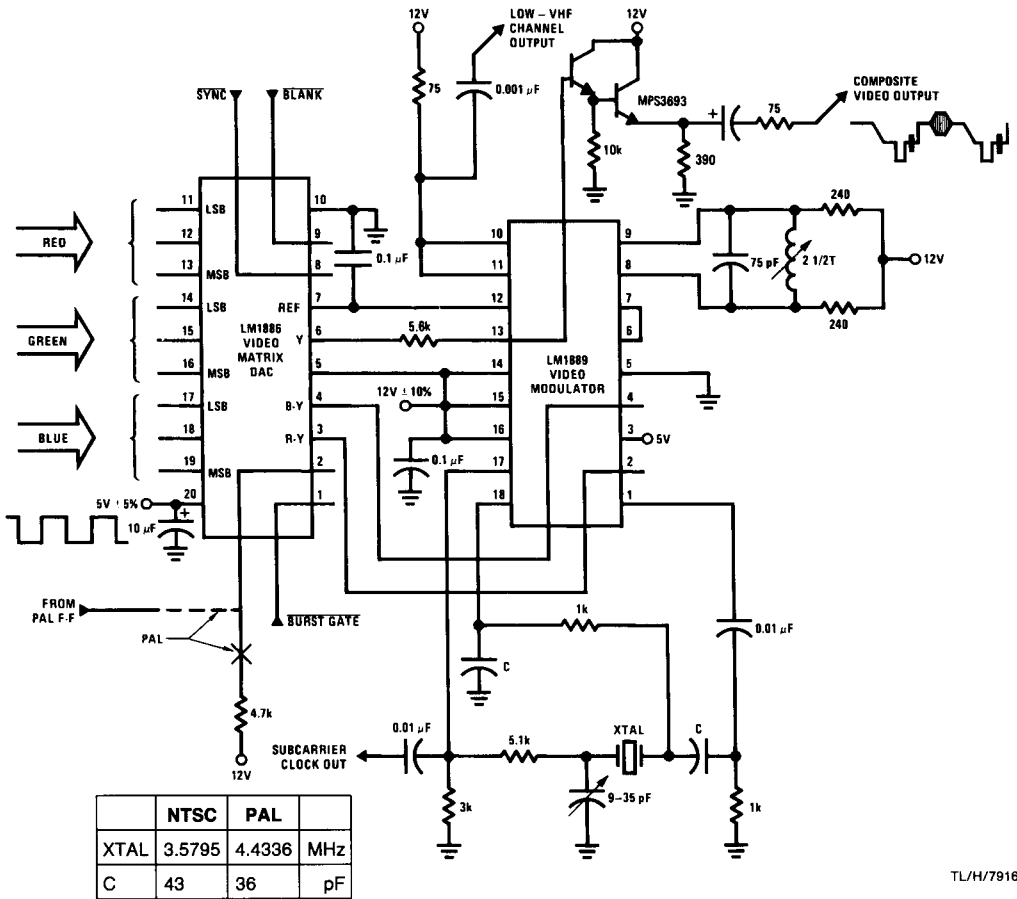 12V
LOW – VHF
CHANNEL
OUTPUT
12V
75
0.001 µF
SYNC
BLANK
MPS3693
COMPOSITE
VIDEO OUTPUT
+
75
10k
390
11
LSB
10
RED
12
9
13
MSB
8
0.1 µF
14
LSB
REF
7
GREEN
15
LM1886
VIDEO
MATRIX
DAC
Y
6
5.6k
16
MSB
5
17
LSB
B-Y
4
12V ± 10%
BLUE
18
R-Y
3
0.1 µF
19
MSB
2
5V ± 5%
20
1
10 µF
+
10
9
11
8
12
7
13
6
LM1889
VIDEO
MODULATOR
14
5
15
4
16
3
5V
17
2
18
1
240
75 pF
2 1/2T
12V
240
FROM
PAL F-F
PAL
BURST GATE
4.7k
12V
1k
C
0.01 µF
0.01 µF
SUBCARRIER
CLOCK OUT
5.1k
XTAL
C
3k
9–35 pF
1k
NTSC PAL
XTAL 3.5795 4.4336 MHz
C 43 36 pF
TL/H/7916